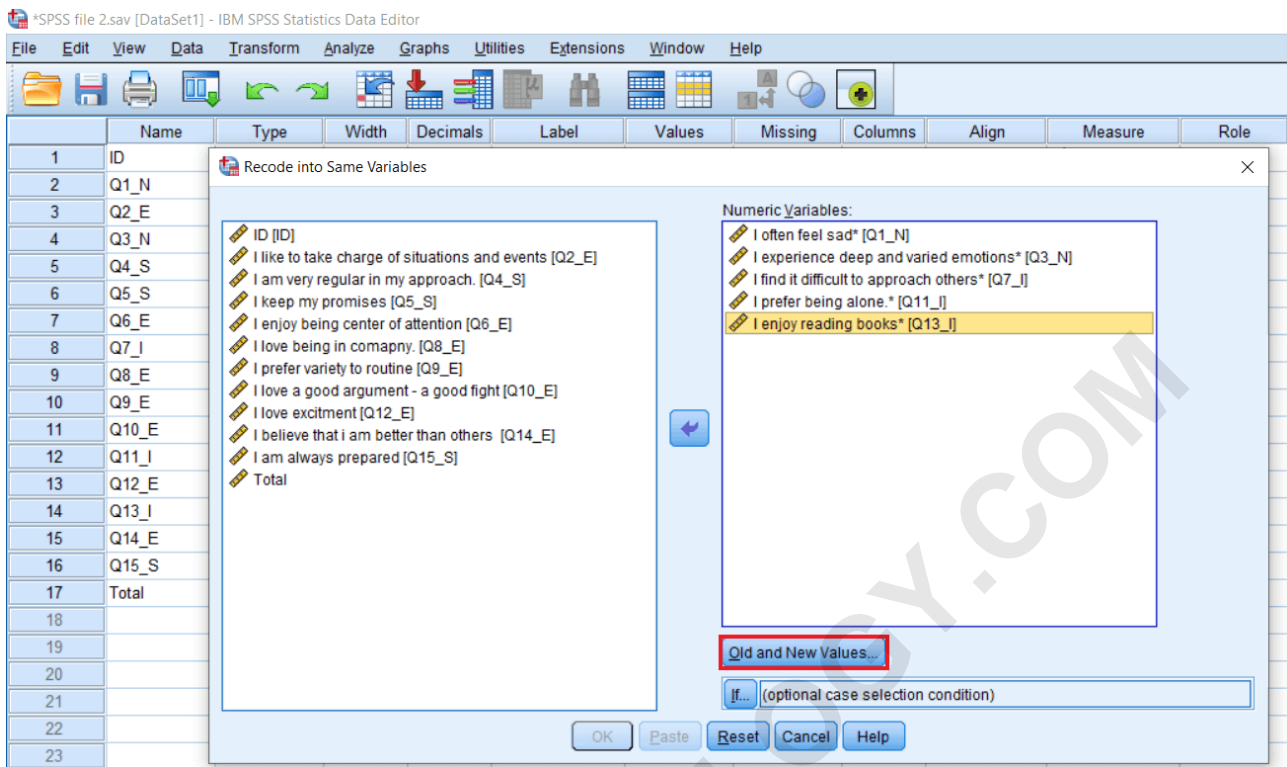 *SPSS file 2.sav [DataSet1] - IBM SPSS Statistics Data Editor
File Edit View Data Transform Analyze Graphs Utilities Extensions Window Help
Name Type Width Decimals Label Values Missing Columns Align Measure Role
1 ID
2 Q1_N
3 Q2_E
4 Q3_N
5 Q4_S
6 Q5_S
7 Q6_E
8 Q7_I
9 Q8_E
10 Q9_E
11 Q10_E
12 Q11_I
13 Q12_E
14 Q13_I
15 Q14_E
16 Q15_S
17 Total
18
19
20
21
22
23
Recode into Same Variables
ID [ID]
I like to take charge of situations and events [Q2_E]
I am very regular in my approach. [Q4_S]
I keep my promises [Q5_S]
I enjoy being center of attention [Q6_E]
I love being in comapny. [Q8_E]
I prefer variety to routine [Q9_E]
I love a good argument - a good fight [Q10_E]
I love excitment [Q12_E]
I believe that i am better than others [Q14_E]
I am always prepared [Q15_S]
Total
Numeric Variables:
I often feel sad* [Q1_N]
I experience deep and varied emotions* [Q3_N]
I find it difficult to approach others* [Q7_I]
I prefer being alone.* [Q11_I]
I enjoy reading books* [Q13_I]
Old and New Values...
If... (optional case selection condition)
OK Paste Reset Cancel Help
OGY.COM